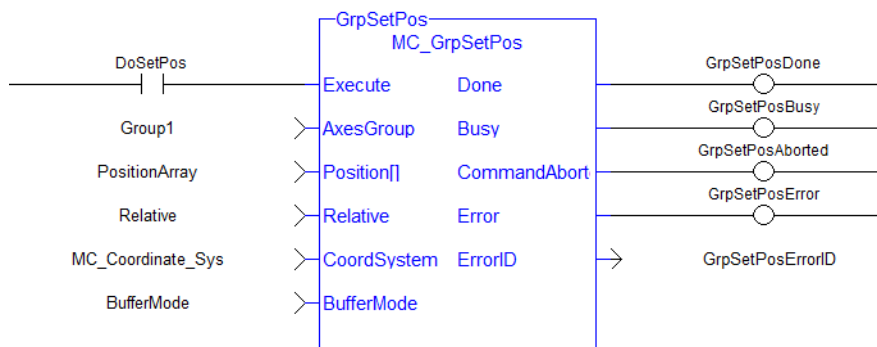 GrpSetPos
MC_GrpSetPos
DoSetPos
Execute Done GrpSetPosDone
Group1 AxesGroup Busy GrpSetPosBusy
PositionArray Position[] CommandAbort GrpSetPosAborted
Relative Relative Error GrpSetPosError
MC_Coordinate_Sys CoordSystem ErrorID GrpSetPosErrorID
BufferMode BufferMode